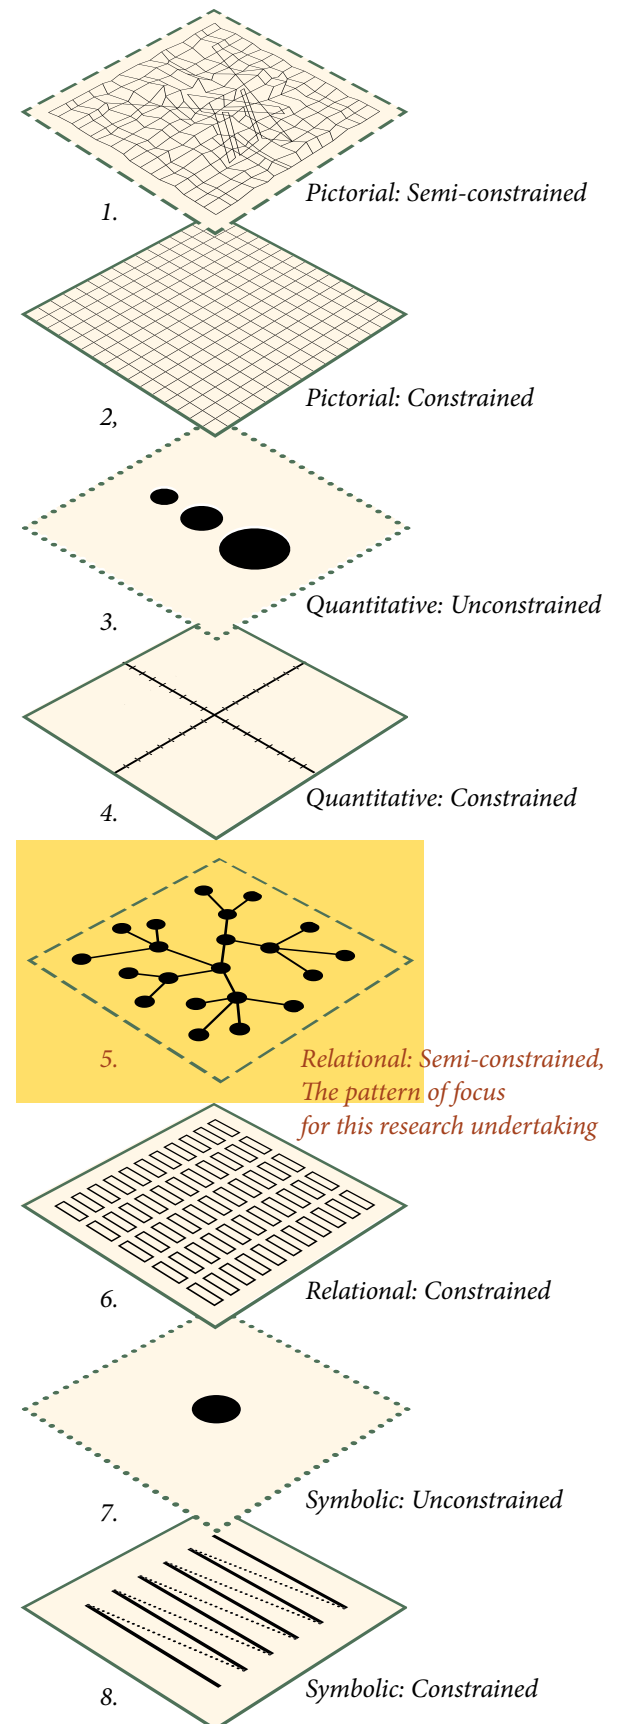 Pictorial: Semi-constrained
1.
Pictorial: Constrained
2,
Quantitative: Unconstrained
3.
Quantitative: Constrained
4.
5.
Relational: Semi-constrained,
The pattern of focus
for this research undertaking
Relational: Constrained
6.
Symbolic: Unconstrained
7.
Symbolic: Constrained
8.